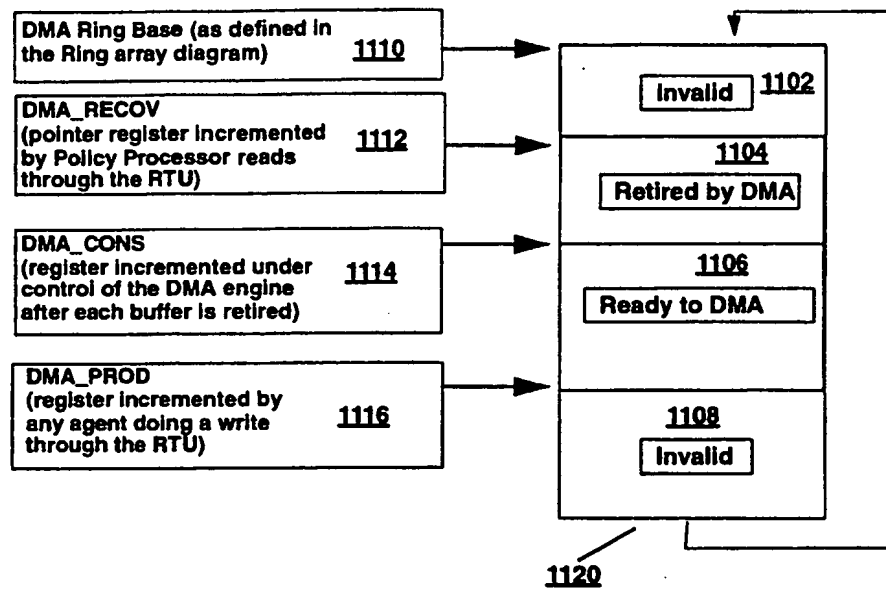 DMA Ring Base (as defined in
the Ring array diagram) 1110
DMA_RECOV
(pointer register incremented
by Policy Processor reads
through the RTU) 1112
DMA_CONS
(register incremented under
control of the DMA engine
after each buffer is retired) 1114
DMA_PROD
(register incremented by
any agent doing a write
through the RTU) 1116
Invalid 1102
1104
Retired by DMA
1106
Ready to DMA
1108
Invalid
1120